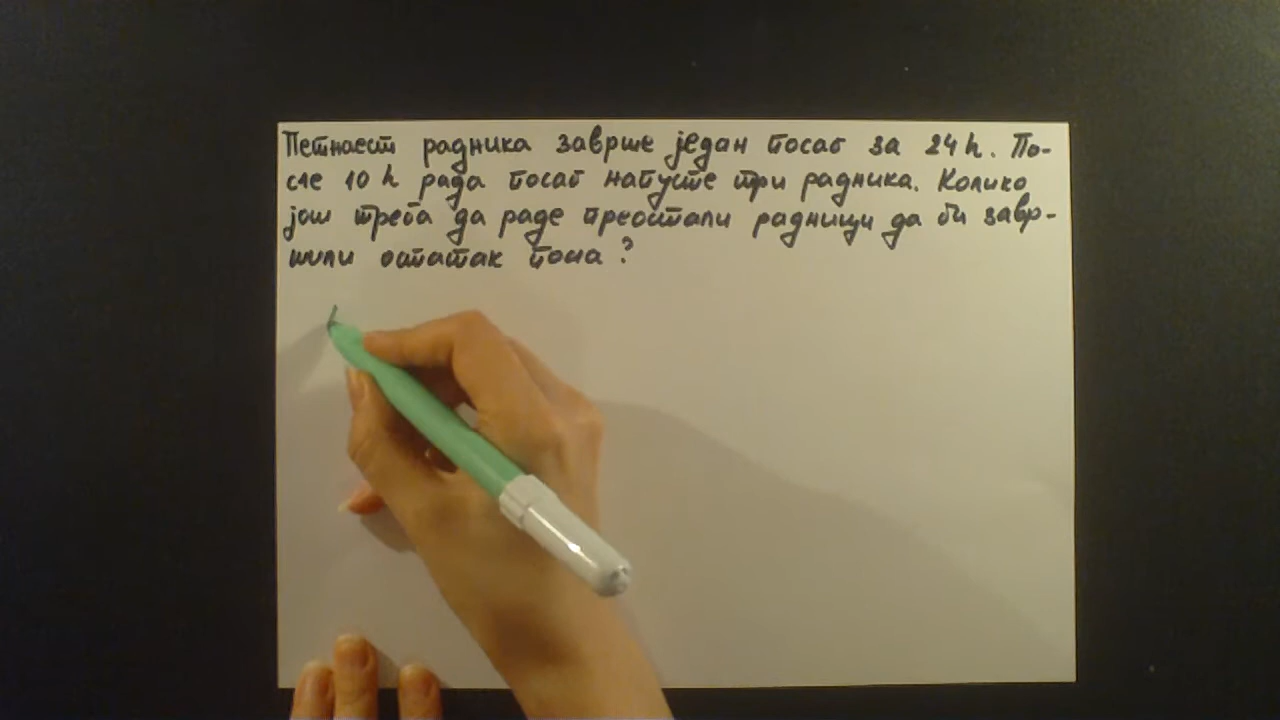 Петнаест радника заврше један посао за 24 h. По-
сле 10 h рада посао напусте три радника. Колико
још треба да раде преостали радници да би завр-
шили остатак посла?